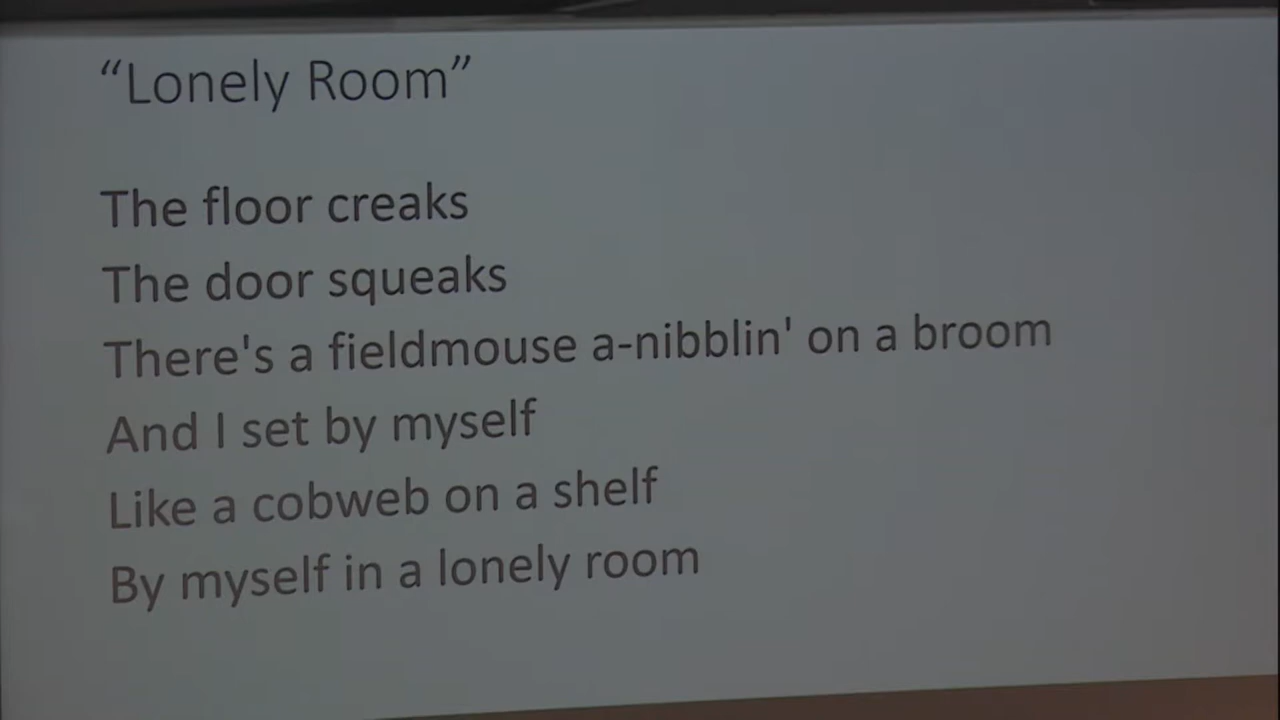 “Lonely Room”
The floor creaks
The door squeaks
There's a fieldmouse a-nibblin' on a broom
And I set by myself
Like a cobweb on a shelf
By myself in a lonely room